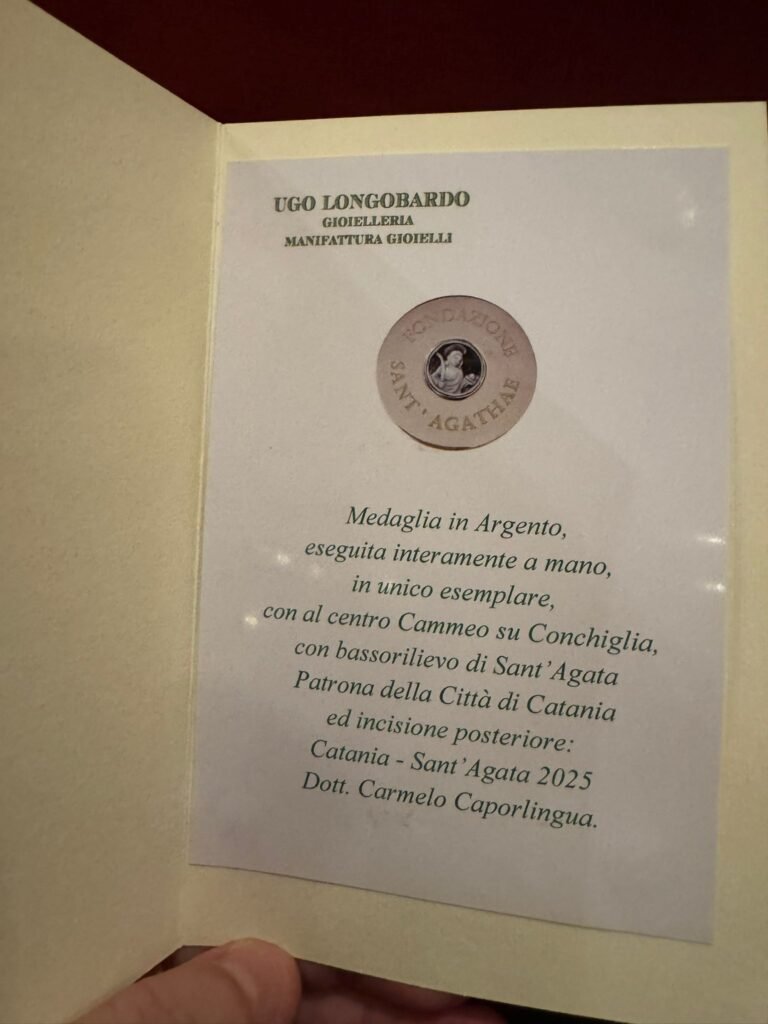 UGO LONGOBARDO
GIOIELLERIA
MANIFATTURA GIOIELLI
FONDAZIONE
SANT' AGATHAE
Medaglia in Argento,
eseguita interamente a mano,
in unico esemplare,
con al centro Cammeo su Conchiglia,
con bassorilievo di Sant'Agata
Patrona della Città di Catania
ed incisione posteriore:
Catania - Sant'Agata 2025
Dott. Carmelo Caporlingua.